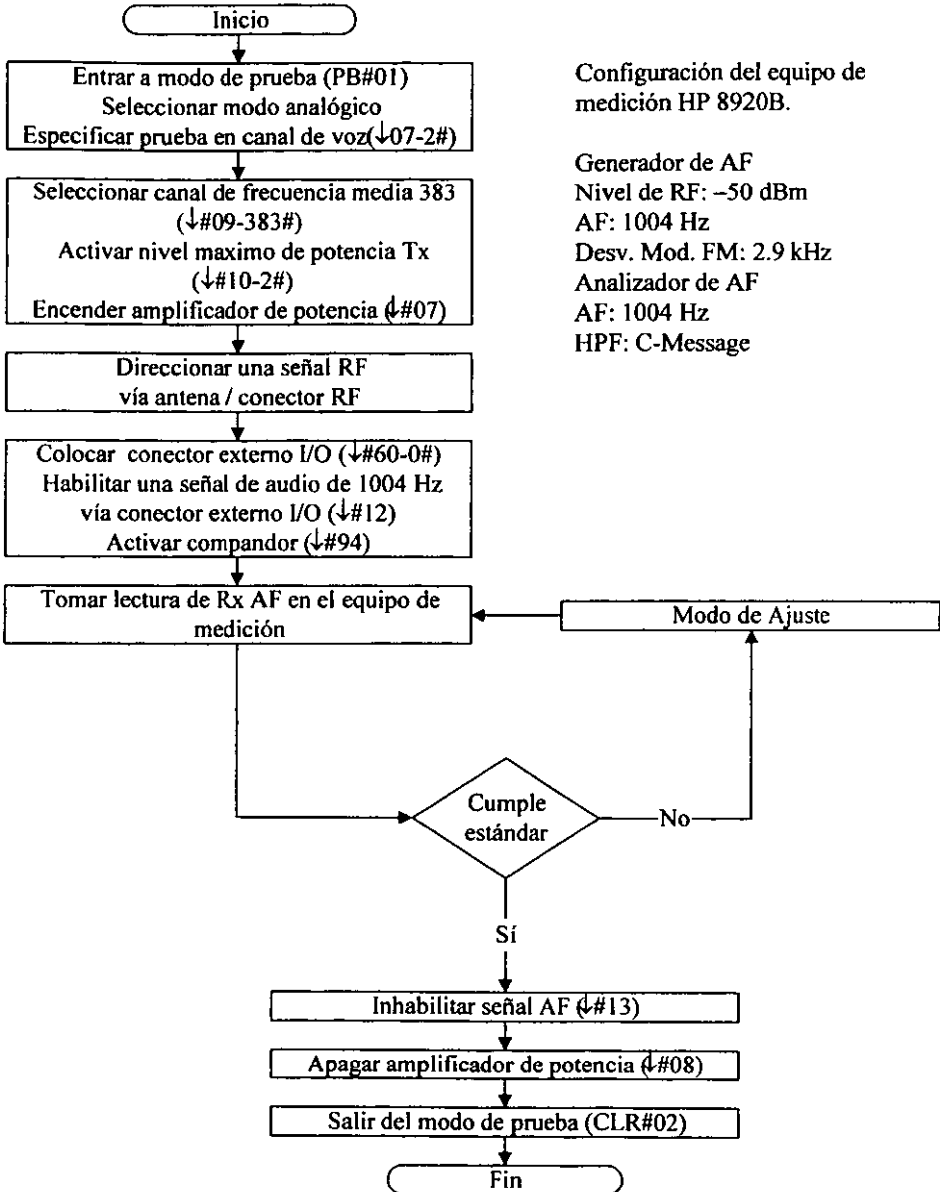 Inicio
Entrar a modo de prueba (PB#01)
Seleccionar modo analógico
Especificar prueba en canal de voz(↓07-2#)
Seleccionar canal de frecuencia media 383
(↓#09-383#)
Activar nivel maximo de potencia Tx
(↓#10-2#)
Encender amplificador de potencia (↓#07)
Direccionar una señal RF
vía antena / conector RF
Colocar conector externo I/O (↓#60-0#)
Habilitar una señal de audio de 1004 Hz
vía conector externo I/O (↓#12)
Activar compandor (↓#94)
Tomar lectura de Rx AF en el equipo de
medición
Modo de Ajuste
Cumple
estándar
No
Sí
Inhabilitar señal AF (↓#13)
Apagar amplificador de potencia (↓#08)
Salir del modo de prueba (CLR#02)
Fin
Configuración del equipo de
medición HP 8920B.
Generador de AF
Nivel de RF: –50 dBm
AF: 1004 Hz
Desv. Mod. FM: 2.9 kHz
Analizador de AF
AF: 1004 Hz
HPF: C-Message